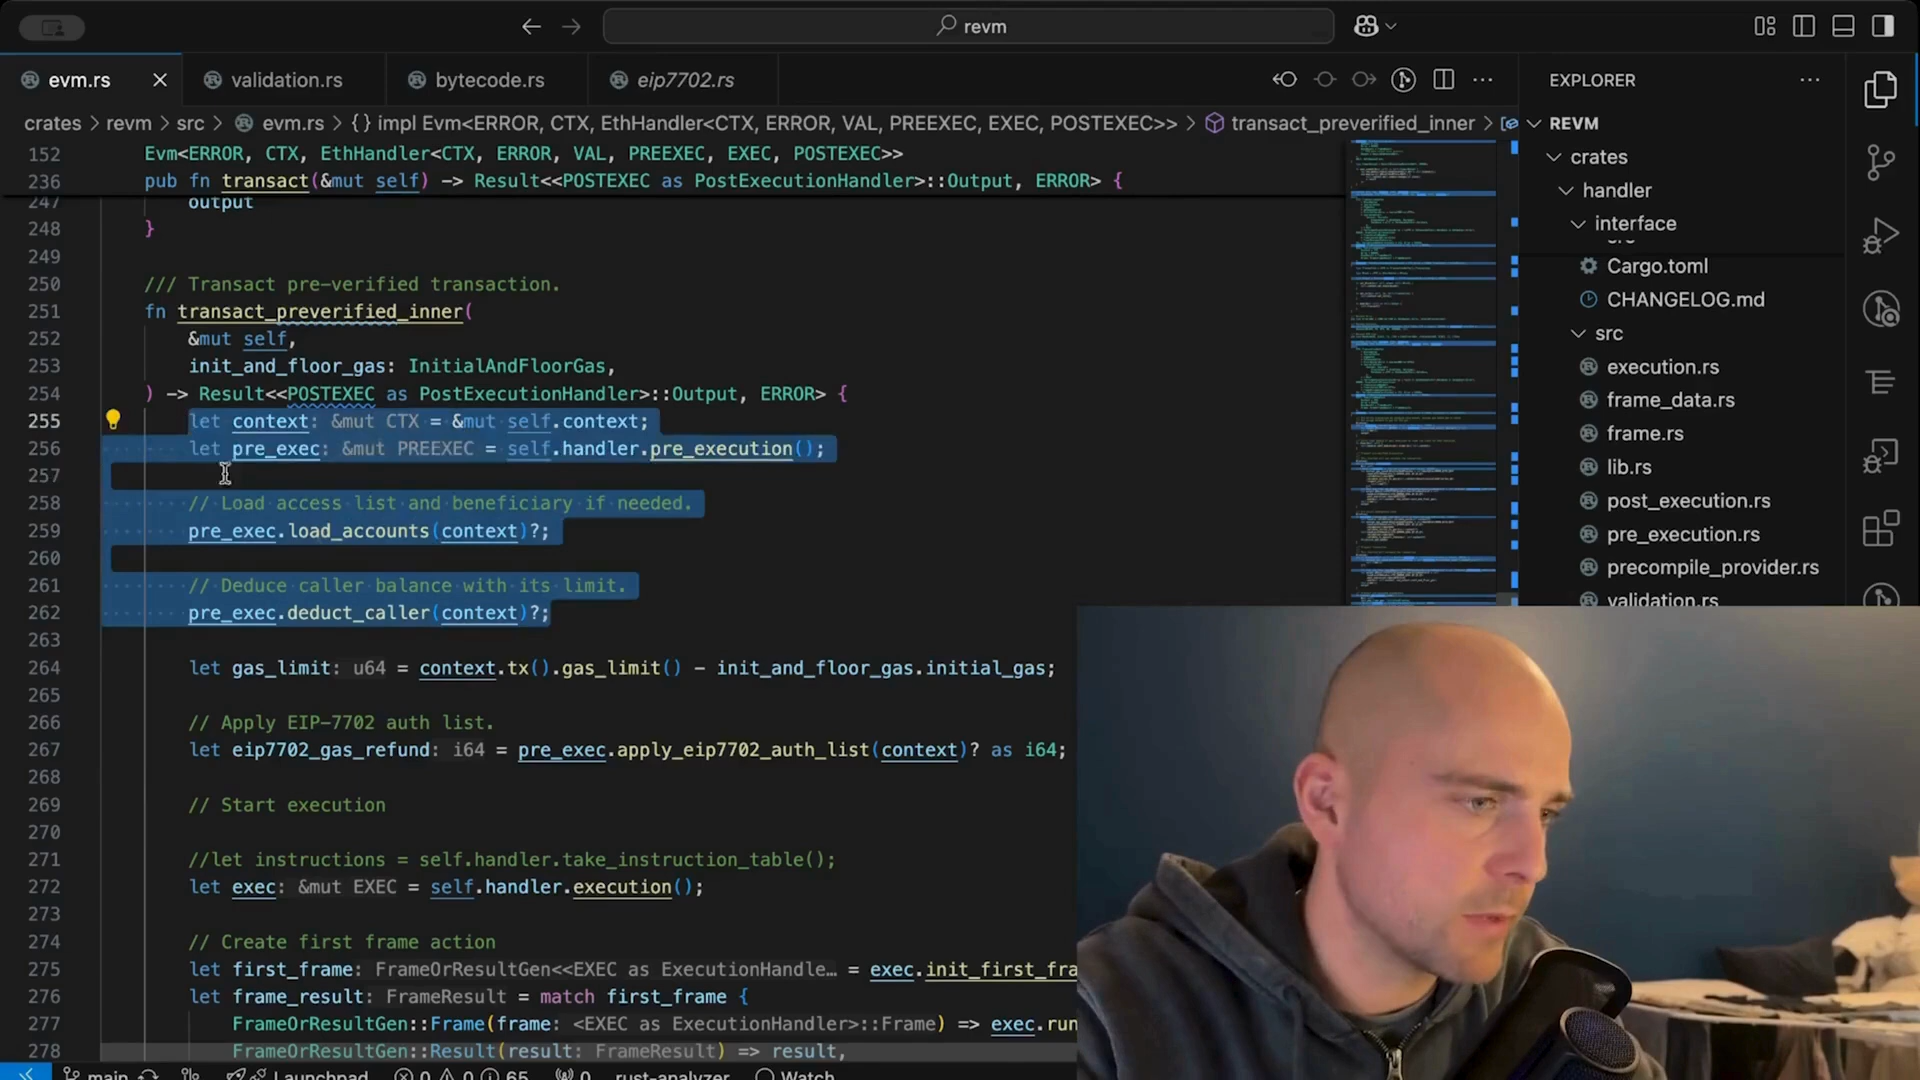 revm
evm.rs
validation.rs
bytecode.rs
eip7702.rs
EXPLORER
crates > revm > src > evm.rs > {} impl Evm<ERROR, CTX, EthHandler<CTX, ERROR, VAL, PREEXEC, EXEC, POSTEXEC>> > transact_preverified_inner >
REVM
152 Evm<ERROR, CTX, EthHandler<CTX, ERROR, VAL, PREEXEC, EXEC, POSTEXEC>>
crates
236 pub fn transact(&mut self) -> Result<<POSTEXEC as PostExecutionHandler>::Output, ERROR> {
handler
247 output
interface
248 }
src
249
Cargo.toml
250 /// Transact pre-verified transaction.
CHANGELOG.md
251 fn transact_preverified_inner(
src
252 &mut self,
execution.rs
253 init_and_floor_gas: InitialAndFloorGas,
frame_data.rs
254 ) -> Result<<POSTEXEC as PostExecutionHandler>::Output, ERROR> {
frame.rs
255 let context: &mut CTX = &mut self.context;
lib.rs
256 let pre_exec: &mut PREEXEC = self.handler.pre_execution();
post_execution.rs
257
pre_execution.rs
258 // Load access list and beneficiary if needed.
precompile_provider.rs
259 pre_exec.load_accounts(context)?;
validation.rs
260
261 // Deduce caller balance with its limit.
262 pre_exec.deduct_caller(context)?;
263
264 let gas_limit: u64 = context.tx().gas_limit() - init_and_floor_gas.initial_gas;
265
266 // Apply EIP-7702 auth list.
267 let eip7702_gas_refund: i64 = pre_exec.apply_eip7702_auth_list(context)? as i64;
268
269 // Start execution
270
271 //let instructions = self.handler.take_instruction_table();
272 let exec: &mut EXEC = self.handler.execution();
273
274 // Create first frame action
275 let first_frame: FrameOrResultGen<<EXEC as ExecutionHandle… = exec.init_first_fra
276 let frame_result: FrameResult = match first_frame {
277 FrameOrResultGen::Frame(frame: <EXEC as ExecutionHandler>::Frame) => exec.run
278 FrameOrResultGen::Result(result: FrameResult) => result,
main
Launchpad
0
0
65
0
rust-analyzer
Watch